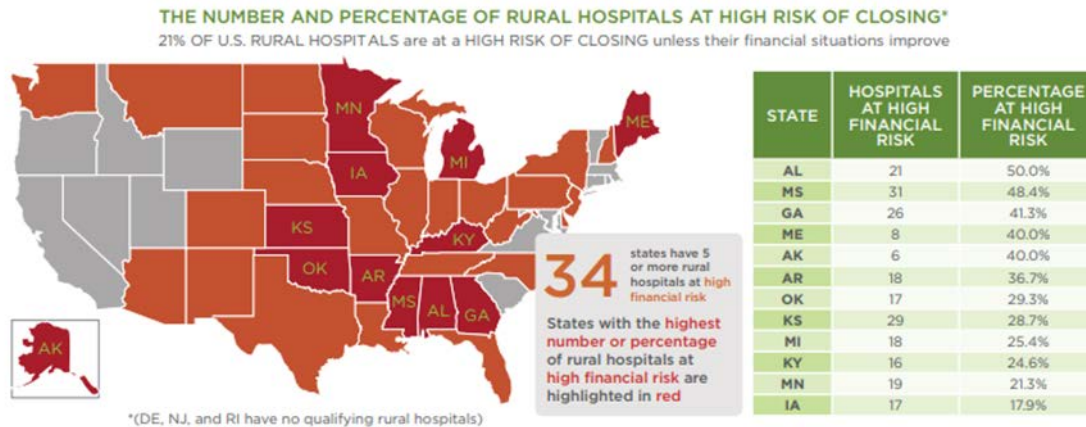 THE NUMBER AND PERCENTAGE OF RURAL HOSPITALS AT HIGH RISK OF CLOSING*
21% OF U.S. RURAL HOSPITALS are at a HIGH RISK OF CLOSING unless their financial situations improve
MN
ME
MI
IA
KS
KY
OK
AR
MS
AL
GA
AK
34
states have 5
or more rural
hospitals at high
financial risk
States with the highest
number or percentage
of rural hospitals at
high financial risk are
highlighted in red
*(DE, NJ, and RI have no qualifying rural hospitals)
STATE HOSPITALS AT HIGH FINANCIAL RISK PERCENTAGE AT HIGH FINANCIAL RISK
AL 21 50.0%
MS 31 48.4%
GA 26 41.3%
ME 8 40.0%
AK 6 40.0%
AR 18 36.7%
OK 17 29.3%
KS 29 28.7%
MI 18 25.4%
KY 16 24.6%
MN 19 21.3%
IA 17 17.9%